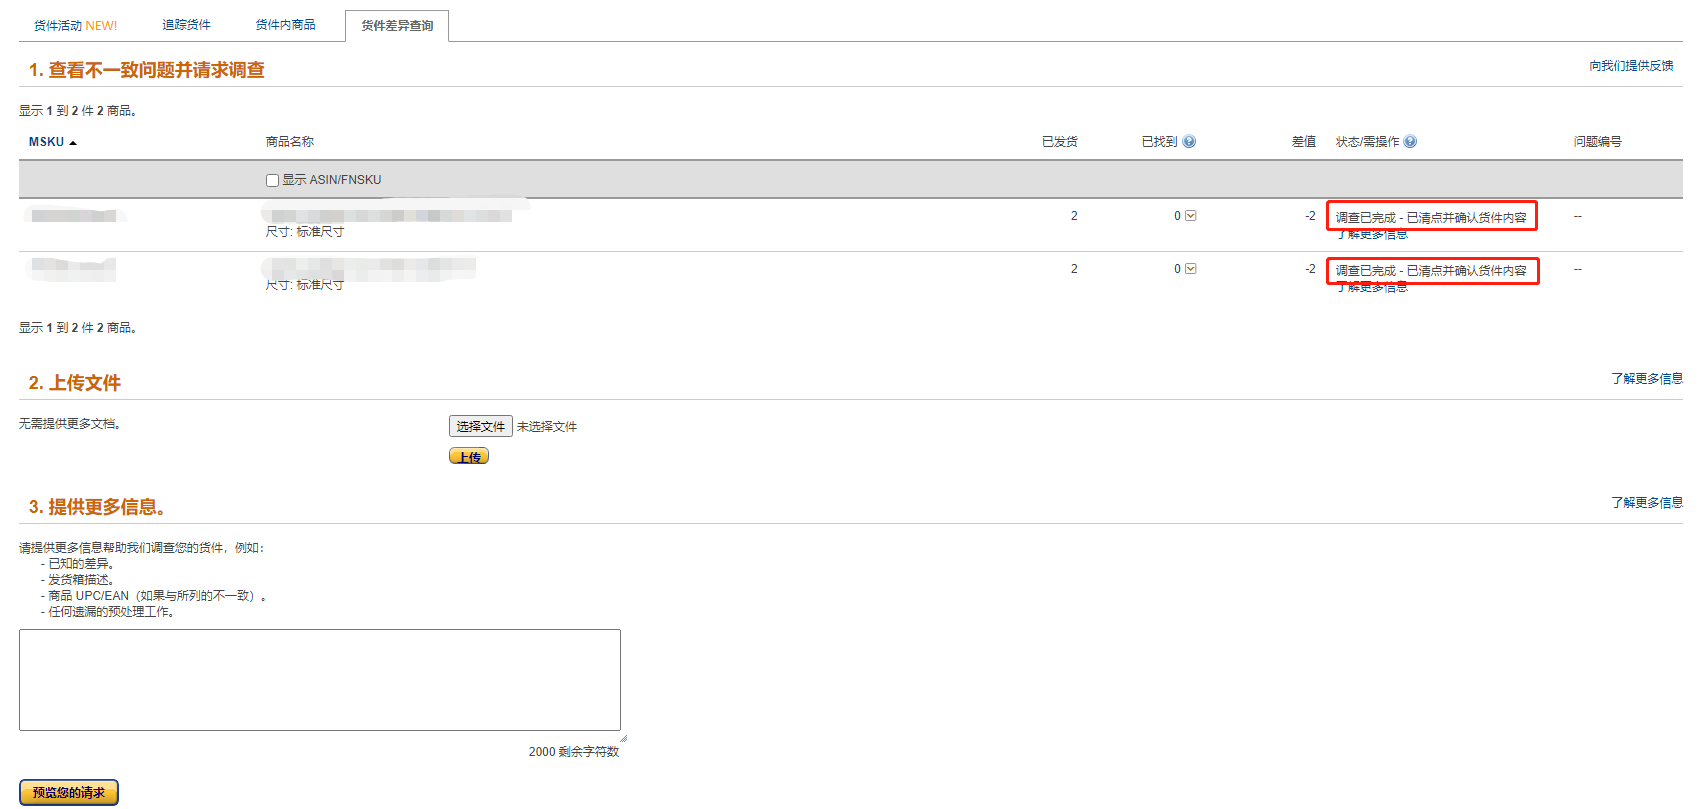 货件活动 NEW! 追踪货件 货件内商品 货件差异查询
1. 查看不一致问题并请求调查 向我们提供反馈
显示 1 到 2 件 2 商品。
MSKU 商品名称 已发货 已找到 差值 状态/需操作 问题编号
显示 ASIN/FNSKU
2 0 -2 调查已完成 - 已清点并确认货件内容 --
尺寸: 标准尺寸 了解更多信息
2 0 -2 调查已完成 - 已清点并确认货件内容 --
尺寸: 标准尺寸 了解更多信息
显示 1 到 2 件 2 商品。
2. 上传文件 了解更多信息
无需提供更多文档。 选择文件 未选择文件
上传
3. 提供更多信息。 了解更多信息
请提供更多信息帮助我们调查您的货件，例如：
- 已知的差异。
- 发货箱描述。
- 商品 UPC/EAN（如果与所列的不一致）。
- 任何遗漏的预处理工作。
2000 剩余字符数
预览您的请求